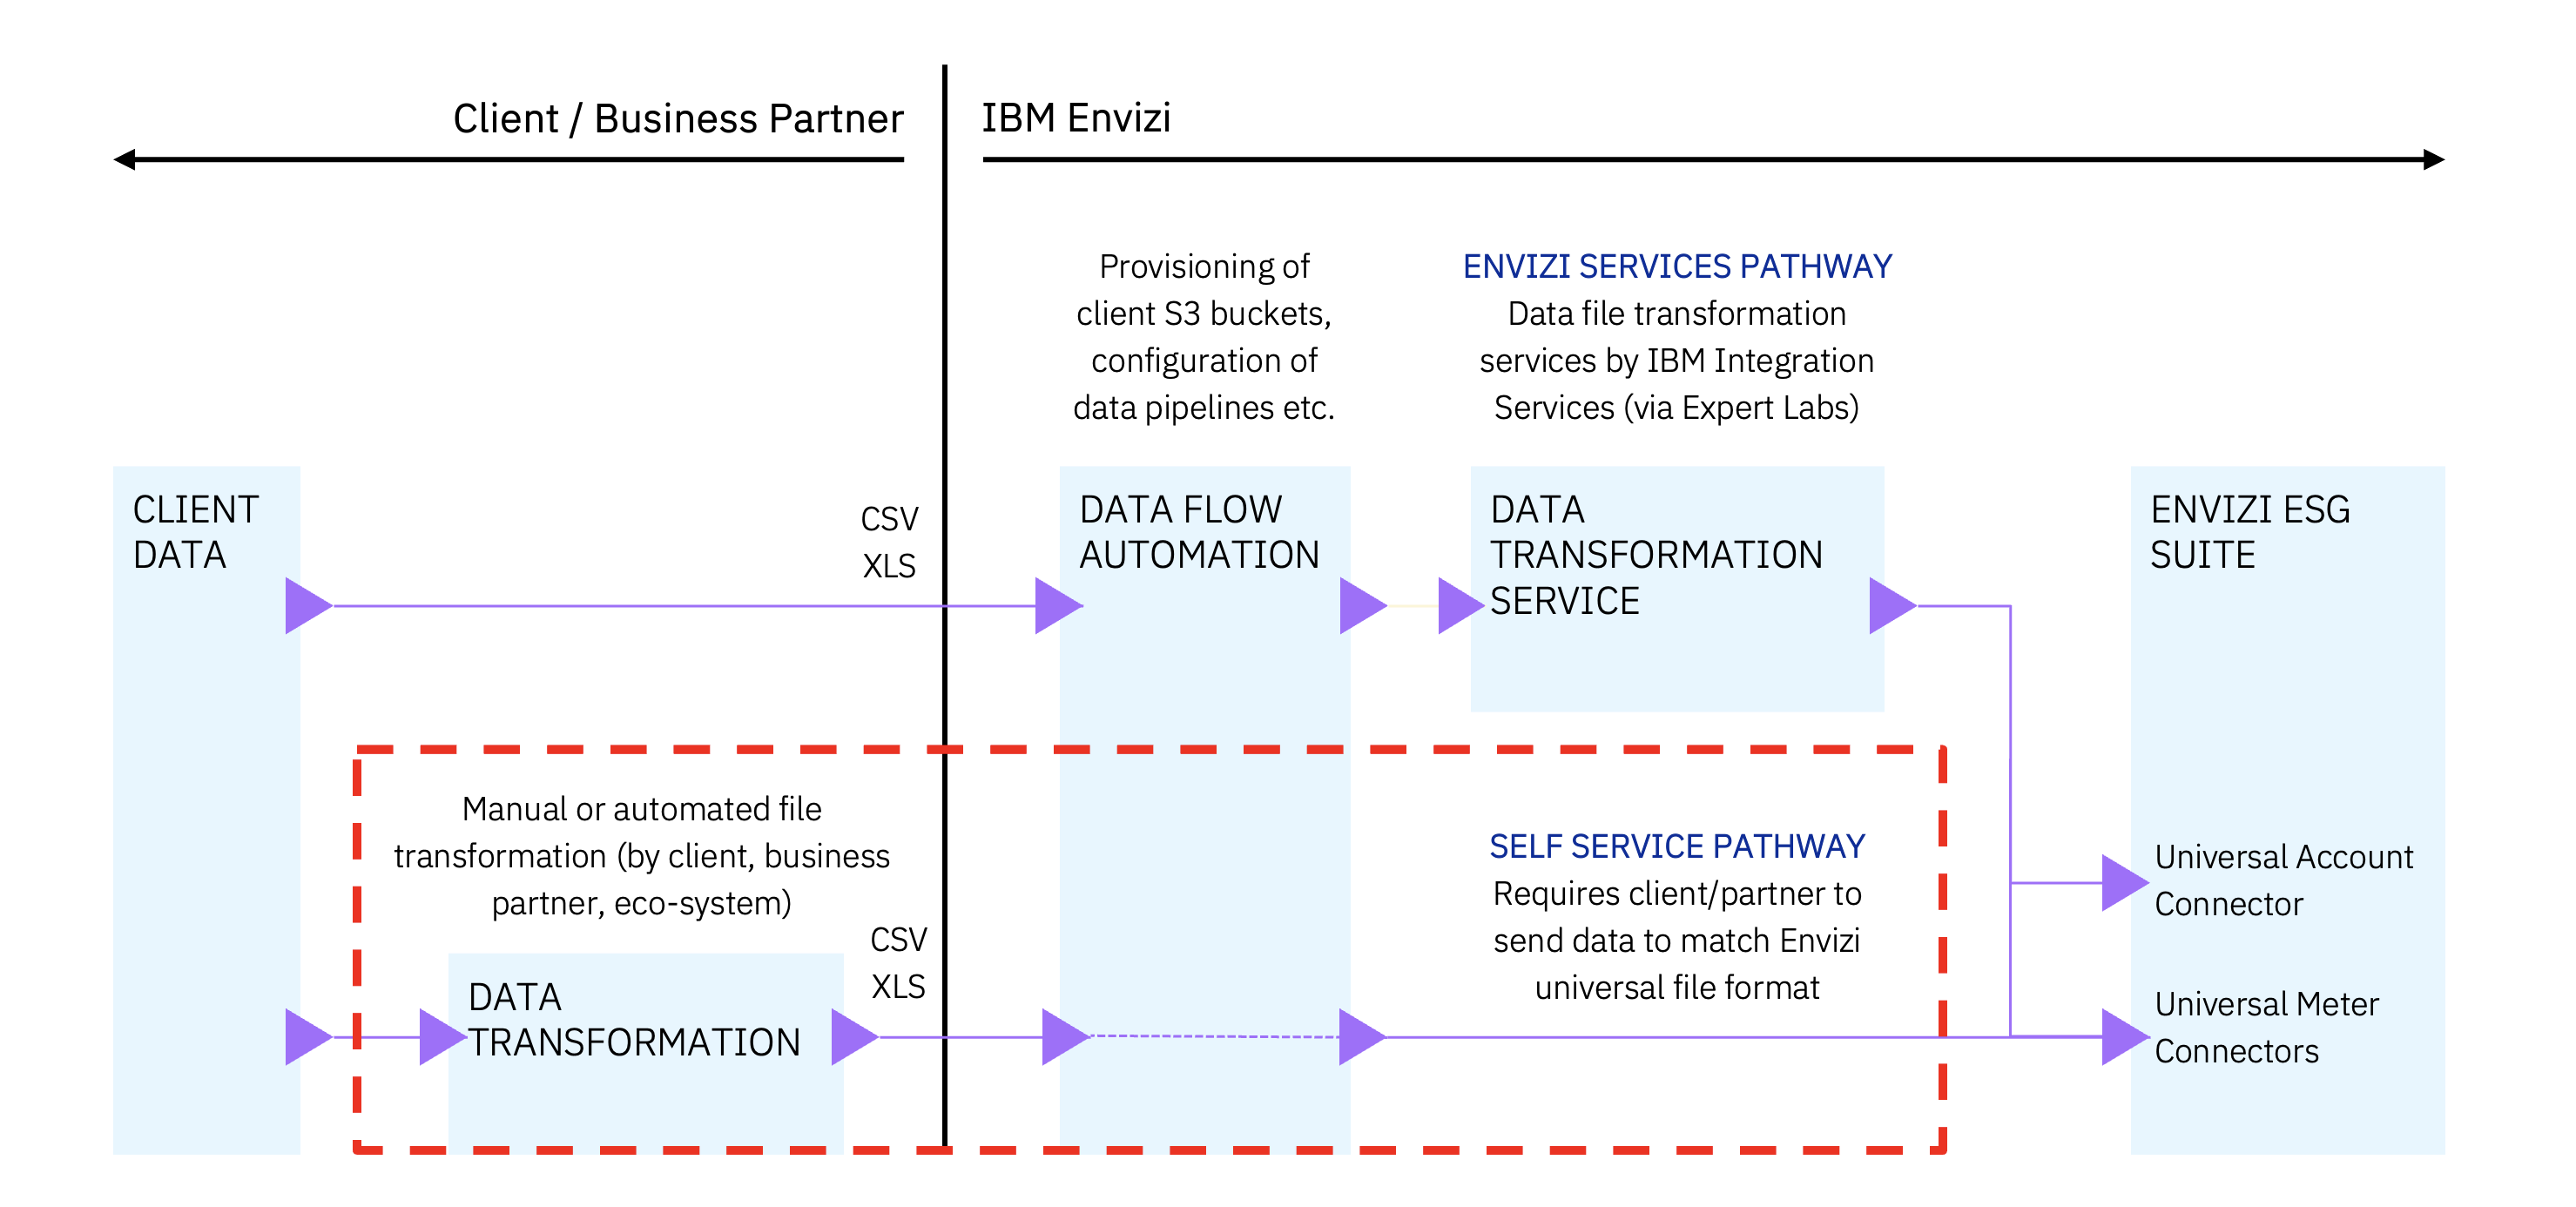 Client / Business Partner
IBM Envizi
Provisioning of
client S3 buckets,
configuration of
data pipelines etc.
ENVIZI SERVICES PATHWAY
Data file transformation
services by IBM Integration
Services (via Expert Labs)
CLIENT
DATA
CSV
XLS
DATA FLOW
AUTOMATION
DATA
TRANSFORMATION
SERVICE
ENVIZI ESG
SUITE
Manual or automated file
transformation (by client, business
partner, eco-system)
CSV
XLS
DATA
TRANSFORMATION
SELF SERVICE PATHWAY
Requires client/partner to
send data to match Envizi
universal file format
Universal Account
Connector
Universal Meter
Connectors